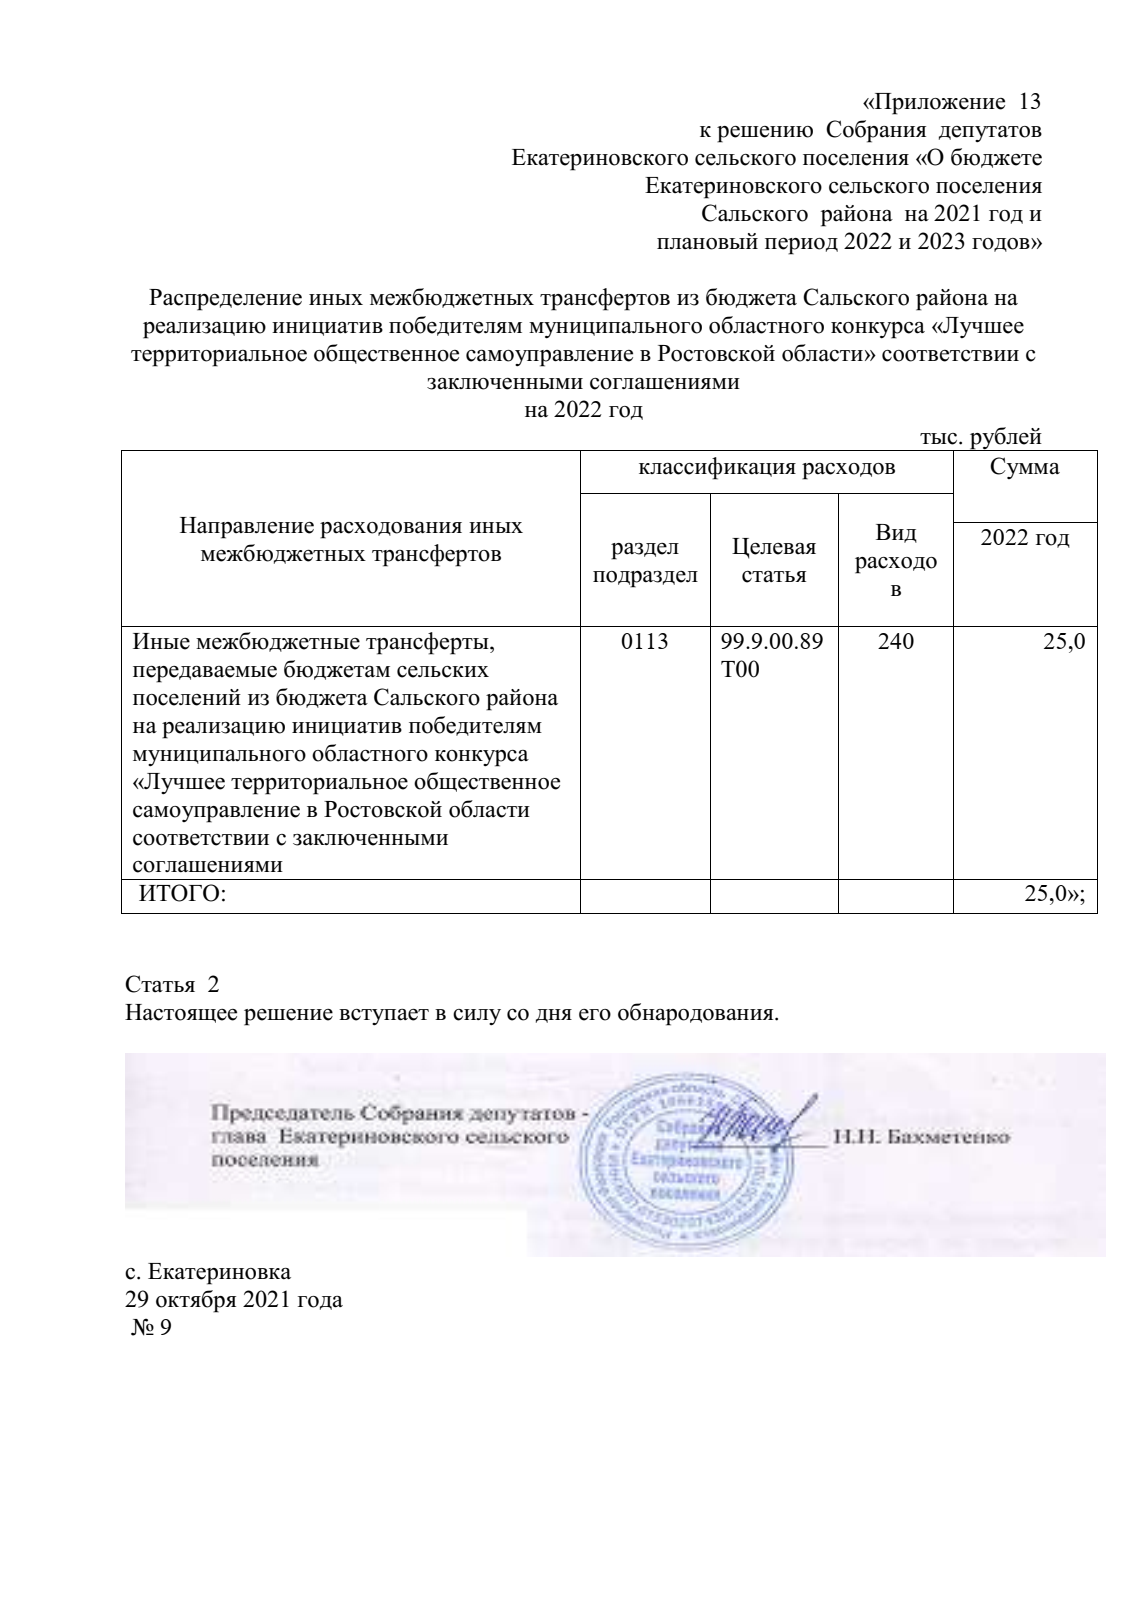 «Приложение  13
к решению  Собрания  депутатов
Екатериновского сельского поселения «О бюджете
Екатериновского сельского поселения
Сальского  района  на 2021 год и
плановый период 2022 и 2023 годов»
Распределение иных межбюджетных трансфертов из бюджета Сальского района на
реализацию инициатив победителям муниципального областного конкурса «Лучшее
территориальное общественное самоуправление в Ростовской области» соответствии с
заключенными соглашениями
на 2022 год
тыс. рублей
Направление расходования иных
межбюджетных трансфертов
классификация расходов
Сумма
раздел
подраздел
Целевая
статья
Вид
расходо
в
2022 год
Иные межбюджетные трансферты,
передаваемые бюджетам сельских
поселений из бюджета Сальского района
на реализацию инициатив победителям
муниципального областного конкурса
«Лучшее территориальное общественное
самоуправление в Ростовской области
соответствии с заключенными
соглашениями
0113
99.9.00.89
Т00
240
25,0
ИТОГО:
25,0»;
Статья  2
Настоящее решение вступает в силу со дня его обнародования.
Председатель Собрания депутатов -
глава  Екатериновского сельского
поселения
Н.Н. Бахметенко
Собрание
депутатов
Екатериновского
сельского
поселения
с. Екатериновка
29 октября 2021 года
№ 9